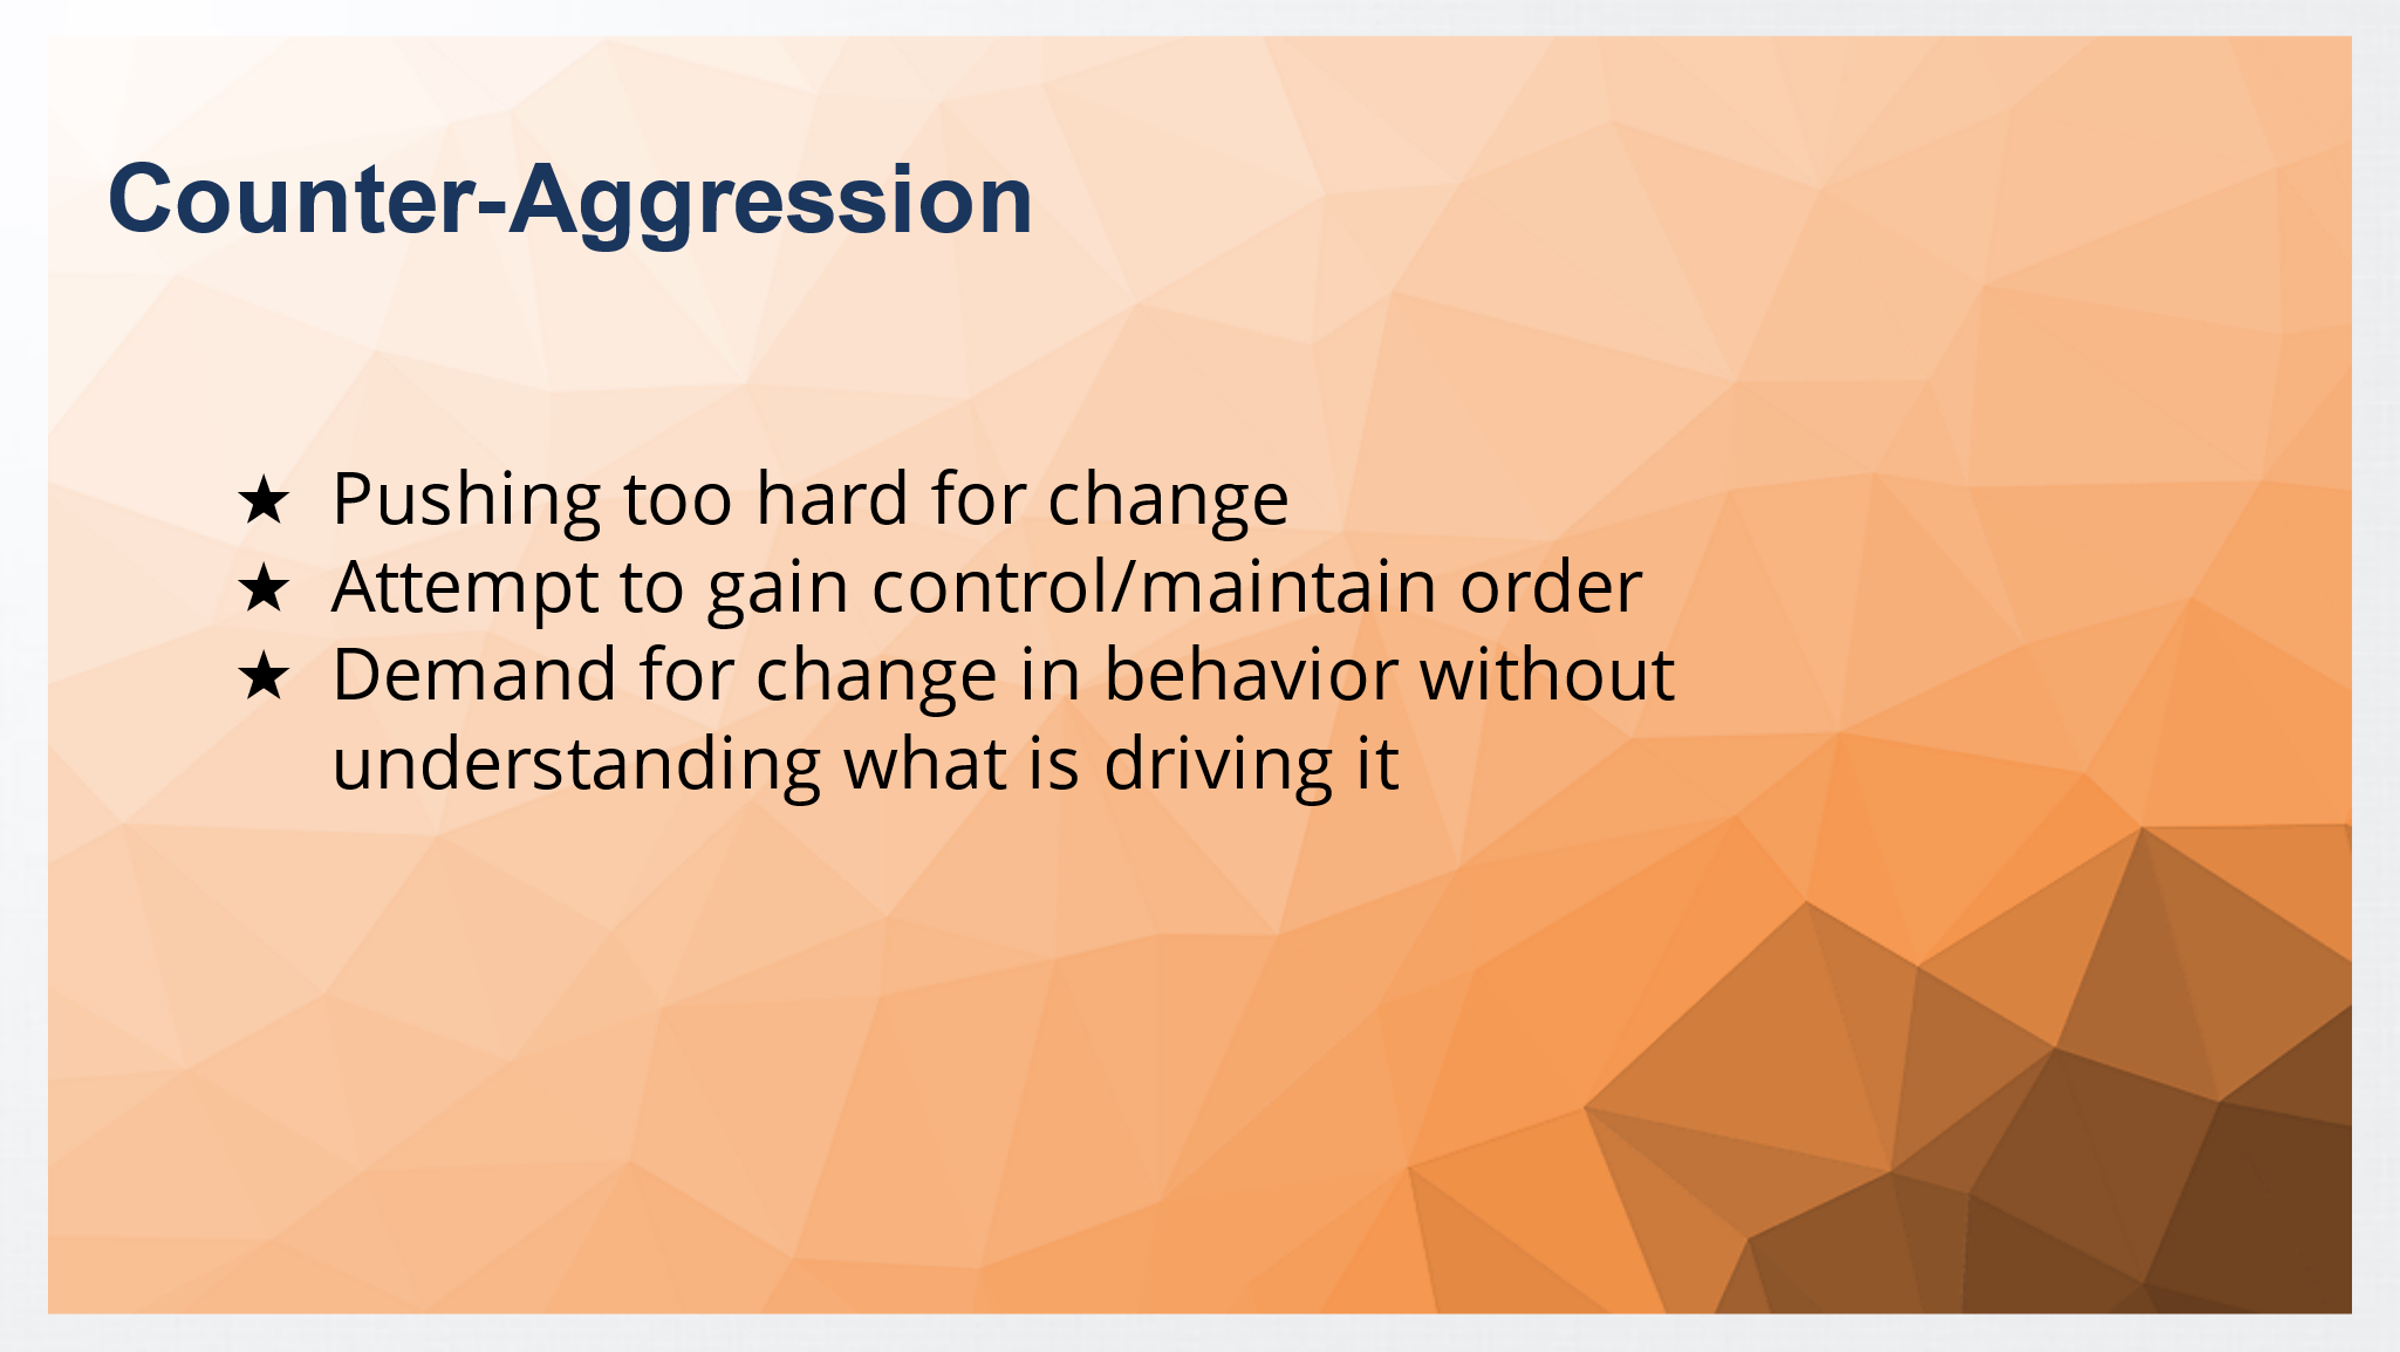 Counter-Aggression
★ Pushing too hard for change
★ Attempt to gain control/maintain order
★ Demand for change in behavior without
understanding what is driving it